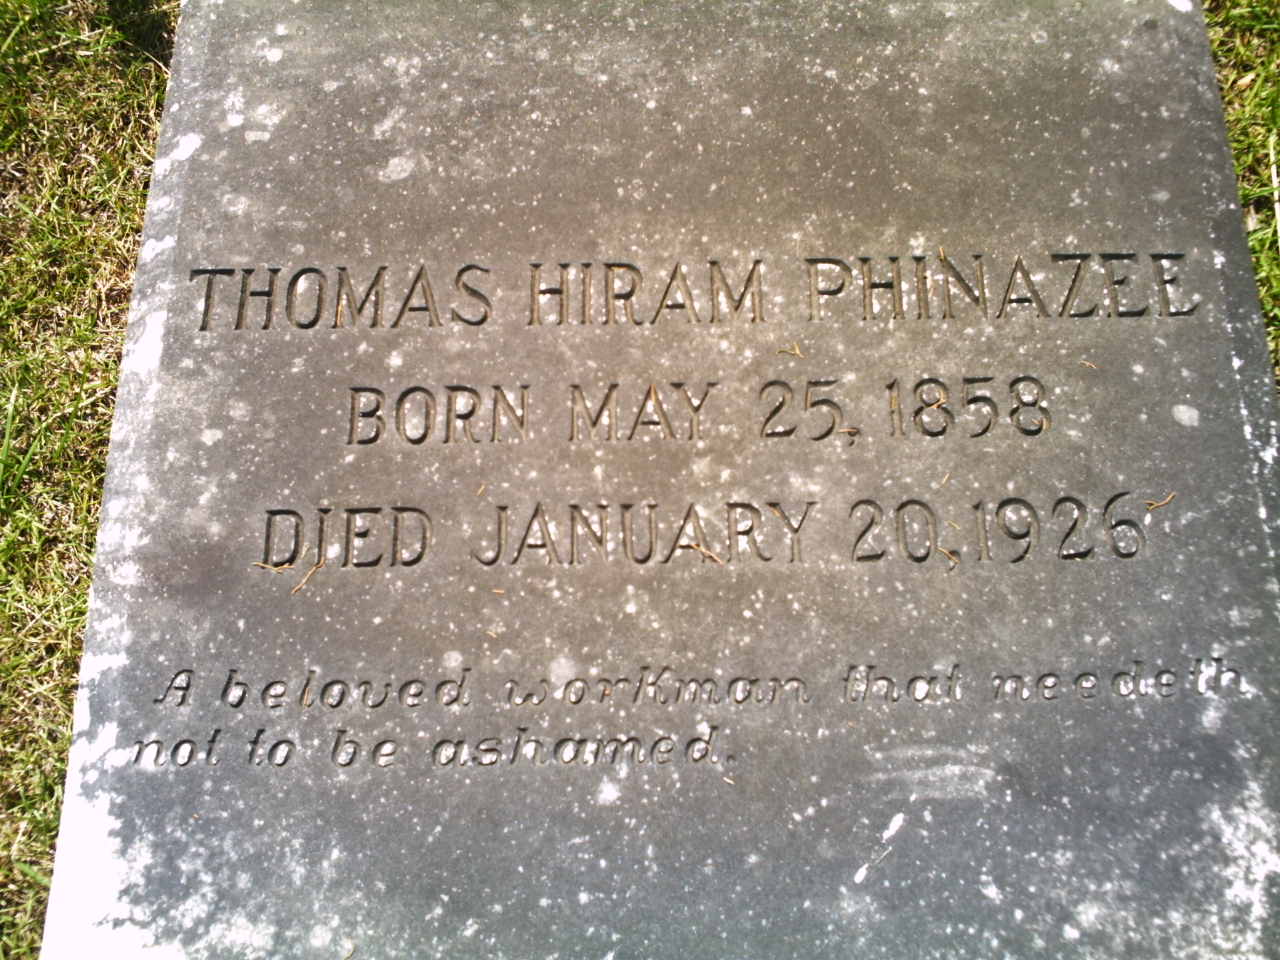 THOMAS HIRAM PHINAZEE
BORN MAY 25, 1858
DIED JANUARY 20, 1926
A beloved workman that needeth
not to be ashamed.